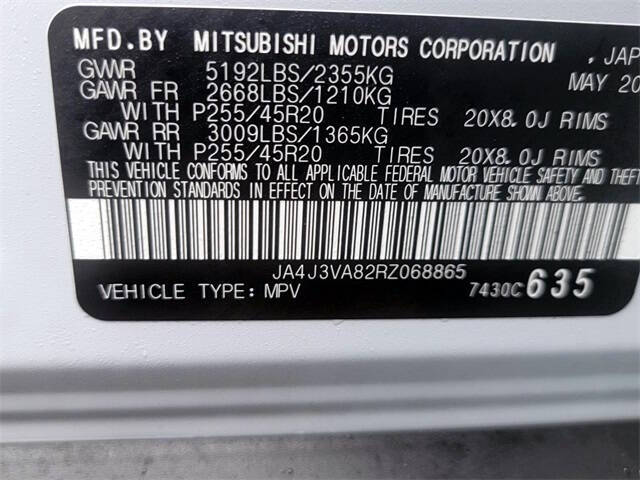 MFD.BY MITSUBISHI MOTORS CORPORATION , JAP
GVWR 5192LBS/2355KG MAY 20
GAWR FR 2668LBS/1210KG
WITH P255/45R20 TIRES 20X8.0J RIMS
GAWR RR 3009LBS/1365KG
WITH P255/45R20 TIRES 20X8.0J RIMS
THIS VEHICLE CONFORMS TO ALL APPLICABLE FEDERAL MOTOR VEHICLE SAFETY AND THEFT
PREVENTION STANDARDS IN EFFECT ON THE DATE OF MANUFACTURE SHOWN ABOVE.
JA4J3VA82RZ068865
VEHICLE TYPE: MPV 7430C 635